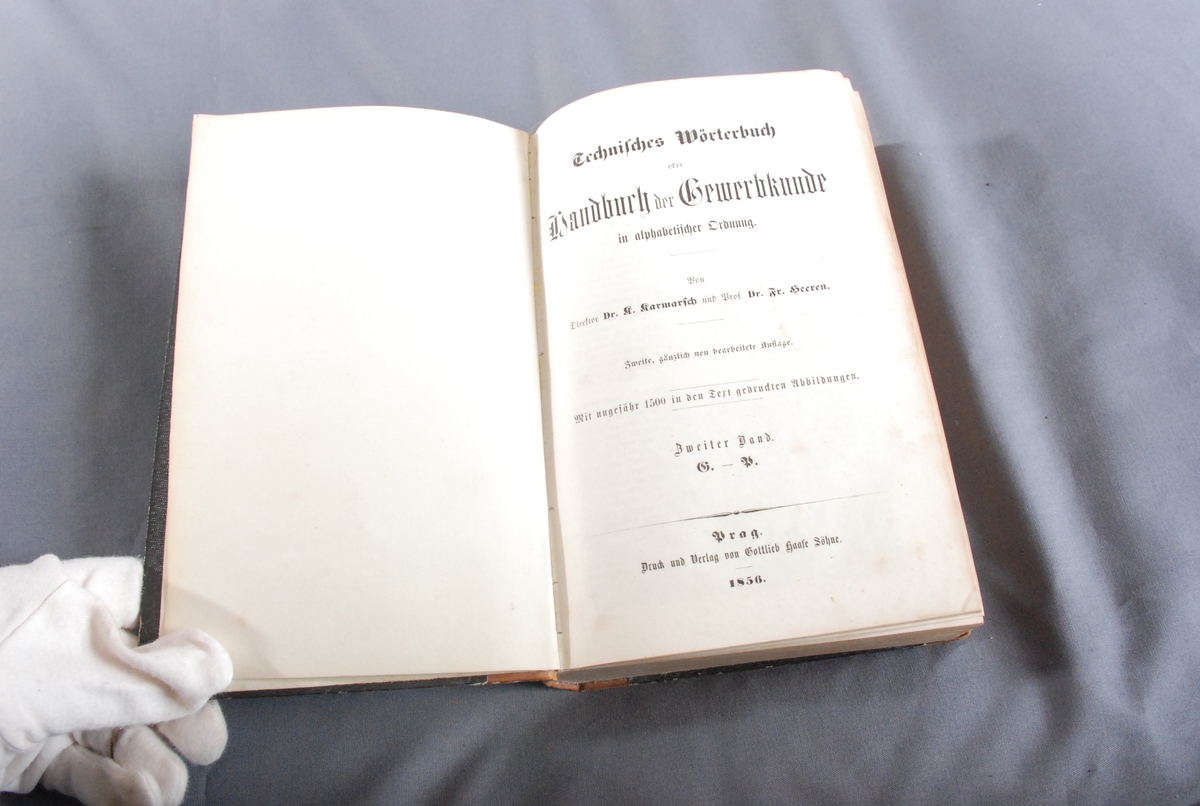 Technisches Wörterbuch
oder
Handbuch der Gewerbkunde
in alphabetischer Ordnung.
Von
Direktor Dr. K. Karmarsch und Prof. Dr. Fr. Heeren.
Zweite, gänzlich neu bearbeitete Auflage.
Mit ungefähr 1500 in den Text gedruckten Abbildungen.
Zweiter Band.
G. – P.
Prag.
Druck und Verlag von Gottlieb Haase Söhne.
1856.